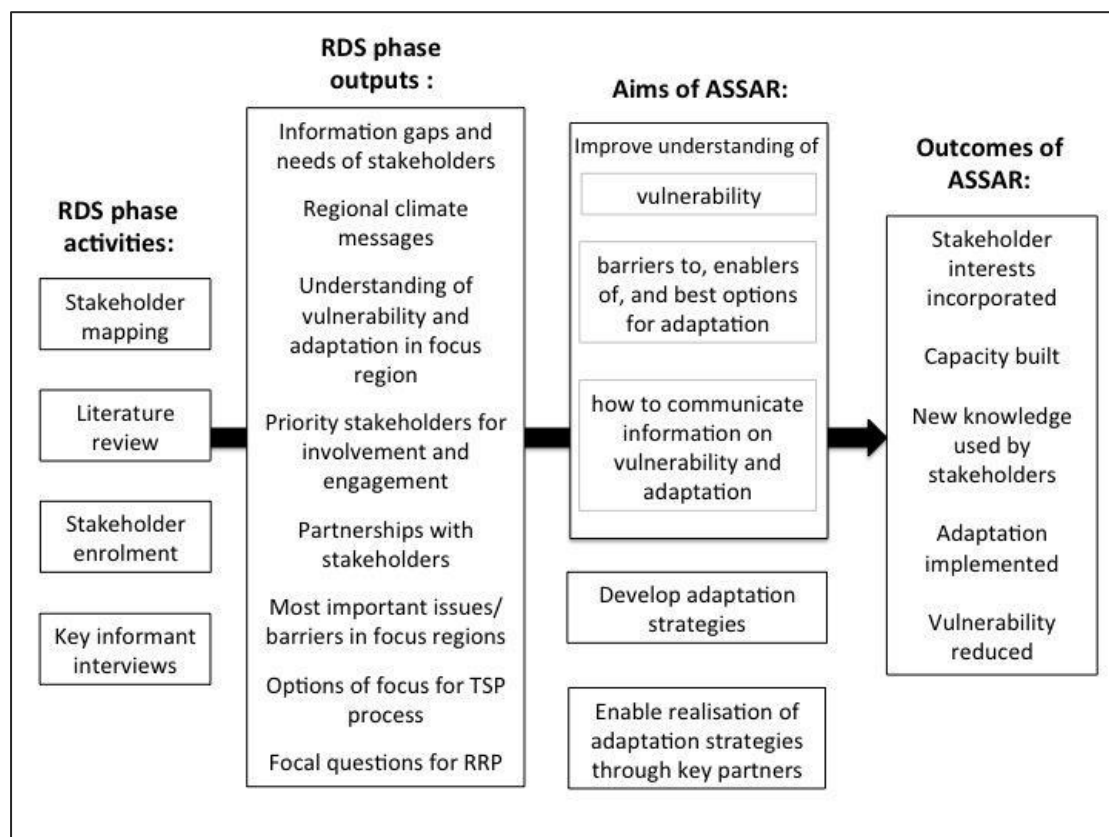 RDS phase
activities:
Stakeholder
mapping
Literature
review
Stakeholder
enrolment
Key informant
interviews
RDS phase
outputs :
Information gaps and
needs of stakeholders
Regional climate
messages
Understanding of
vulnerability and
adaptation in focus
region
Priority stakeholders for
involvement and
engagement
Partnerships with
stakeholders
Most important issues/
barriers in focus regions
Options of focus for TSP
process
Focal questions for RRP
Aims of ASSAR:
Improve understanding of
vulnerability
barriers to, enablers
of, and best options
for adaptation
how to communicate
information on
vulnerability and
adaptation
Develop adaptation
strategies
Enable realisation of
adaptation strategies
through key partners
Outcomes of
ASSAR:
Stakeholder
interests
incorporated
Capacity built
New knowledge
used by
stakeholders
Adaptation
implemented
Vulnerability
reduced